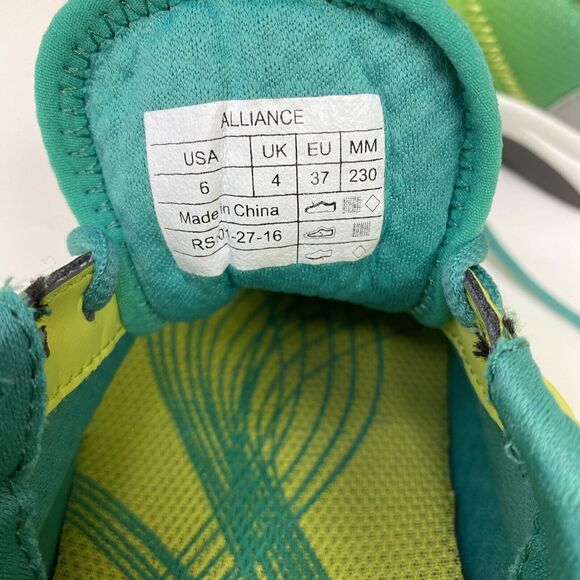 ALLIANCE
USA UK EU MM
6 4 37 230
Made in China
RS:01-27-16